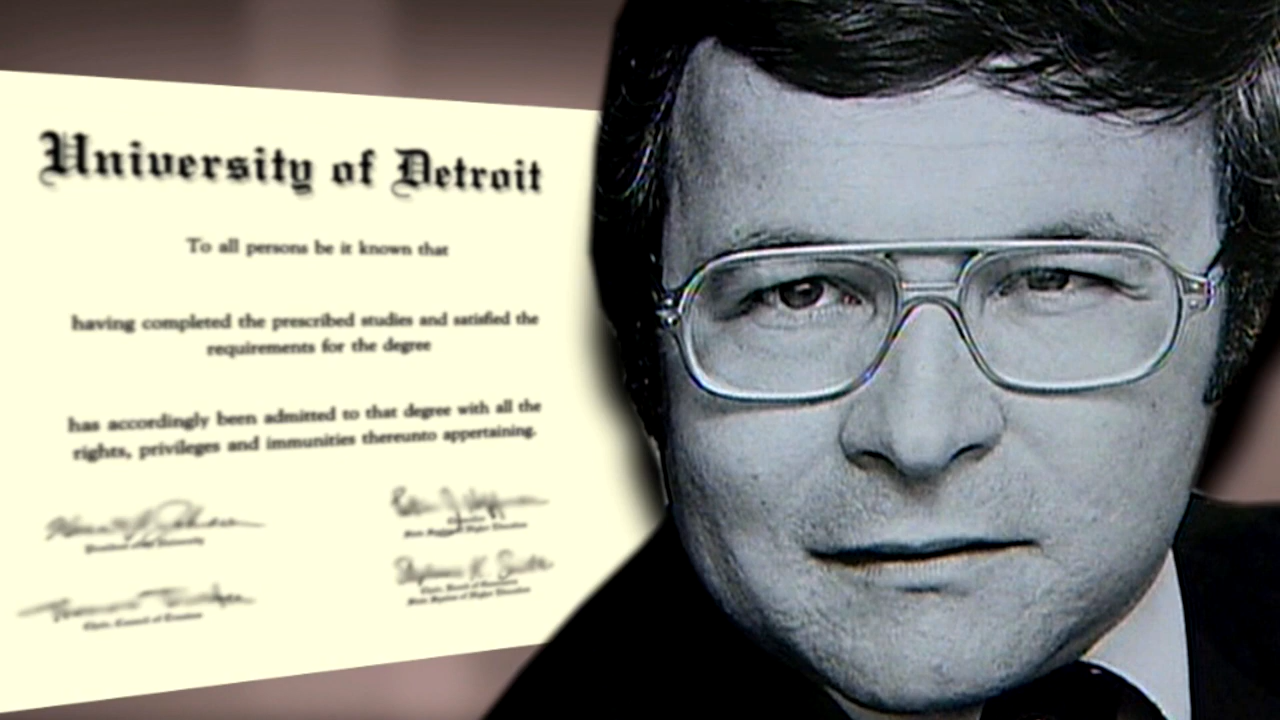 University of Detroit
To all persons be it known that
having completed the prescribed studies and satisfied the
requirements for the degree
has accordingly been admitted to that degree with all the
rights, privileges and immunities thereunto appertaining.